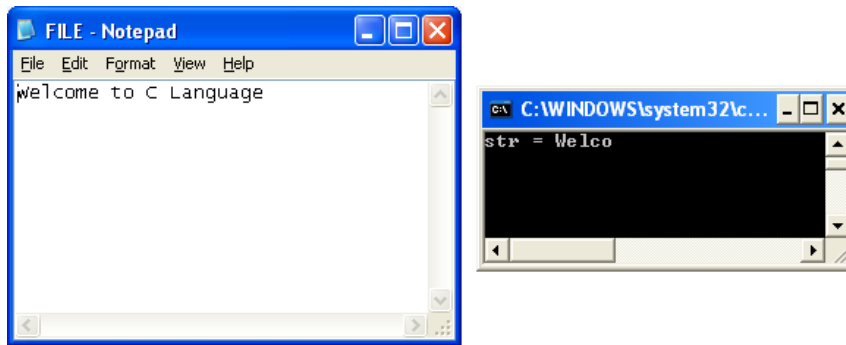 FILE - Notepad
File Edit Format View Help
Welcome to C Language
C:\WINDOWS\system32\c...
str = Welco